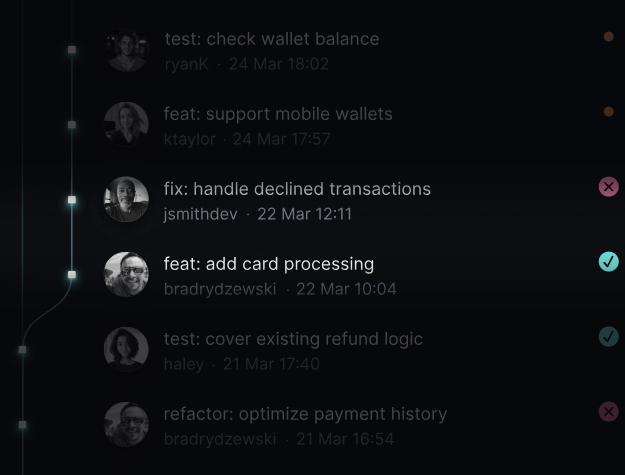 test: check wallet balance
ryanK · 24 Mar 18:02
feat: support mobile wallets
ktaylor · 24 Mar 17:57
fix: handle declined transactions
jsmithdev · 22 Mar 12:11
feat: add card processing
bradrydzewski · 22 Mar 10:04
test: cover existing refund logic
haley · 21 Mar 17:40
refactor: optimize payment history
bradrydzewski · 21 Mar 16:54